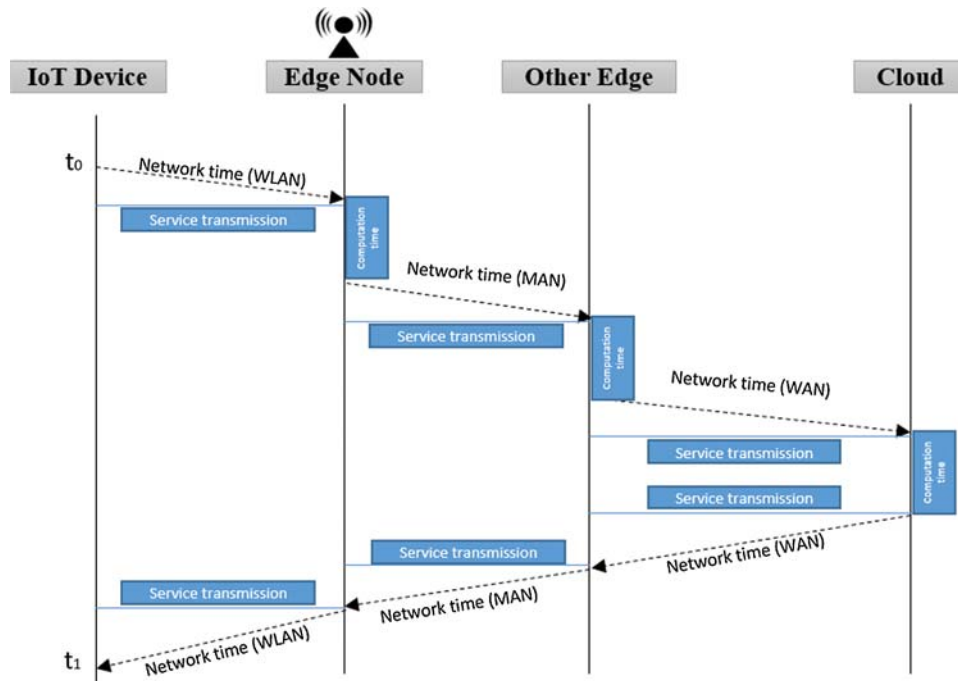 IoT Device
Edge Node
Other Edge
Cloud
t0
Network time (WLAN)
Service transmission
Computation
time
Network time (MAN)
Service transmission
Computation
time
Network time (WAN)
Service transmission
Computation
time
Service transmission
Network time (WAN)
Service transmission
Network time (MAN)
Service transmission
Network time (WLAN)
t1